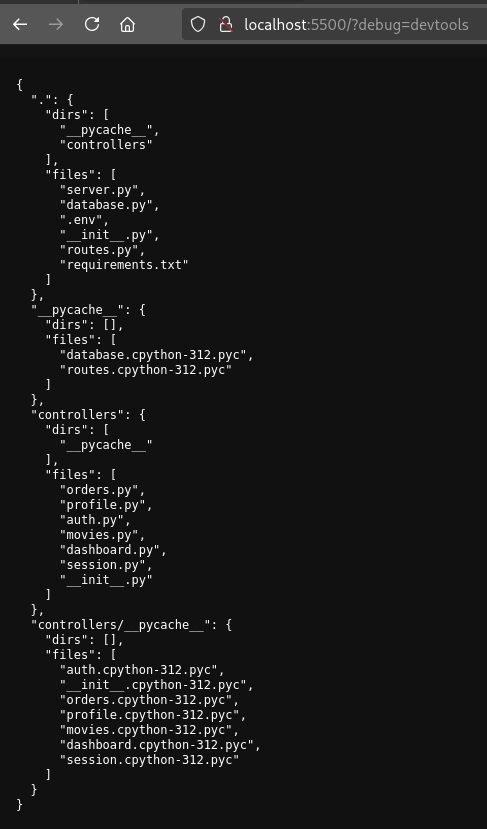 localhost:5500/?debug=devtools
{
  ".": {
    "dirs": [
      "__pycache__",
      "controllers"
    ],
    "files": [
      "server.py",
      "database.py",
      ".env",
      "__init__.py",
      "routes.py",
      "requirements.txt"
    ]
  },
  "__pycache__": {
    "dirs": [],
    "files": [
      "database.cpython-312.pyc",
      "routes.cpython-312.pyc"
    ]
  },
  "controllers": {
    "dirs": [
      "__pycache__"
    ],
    "files": [
      "orders.py",
      "profile.py",
      "auth.py",
      "movies.py",
      "dashboard.py",
      "session.py",
      "__init__.py"
    ]
  },
  "controllers/__pycache__": {
    "dirs": [],
    "files": [
      "auth.cpython-312.pyc",
      "__init__.cpython-312.pyc",
      "orders.cpython-312.pyc",
      "profile.cpython-312.pyc",
      "movies.cpython-312.pyc",
      "dashboard.cpython-312.pyc",
      "session.cpython-312.pyc"
    ]
  }
}